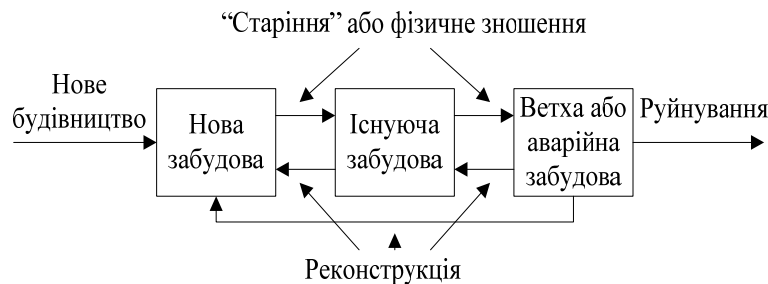 “Старіння” або фізичне зношення
Нове
будівництво
Нова
забудова
Існуюча
забудова
Ветха або
аварійна
забудова
Руйнування
Реконструкція